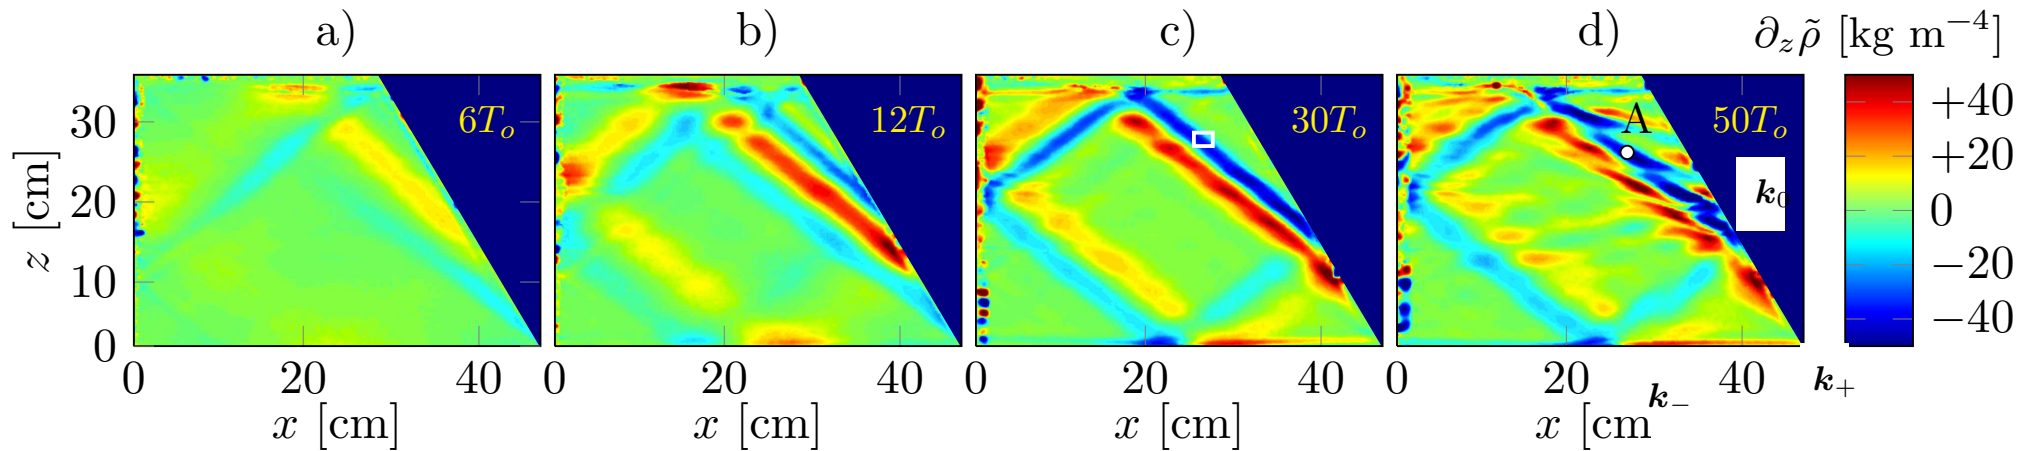 a) b) c) d) ∂zρ̃ [kg m−4]
6To 12To 30To 50To
A
k0
z [cm]
30
20
10
0
+40
+20
0
−20
−40
0 20 40 0 20 40 0 20 40 0 20 40
k− k+
x [cm] x [cm] x [cm] x [cm